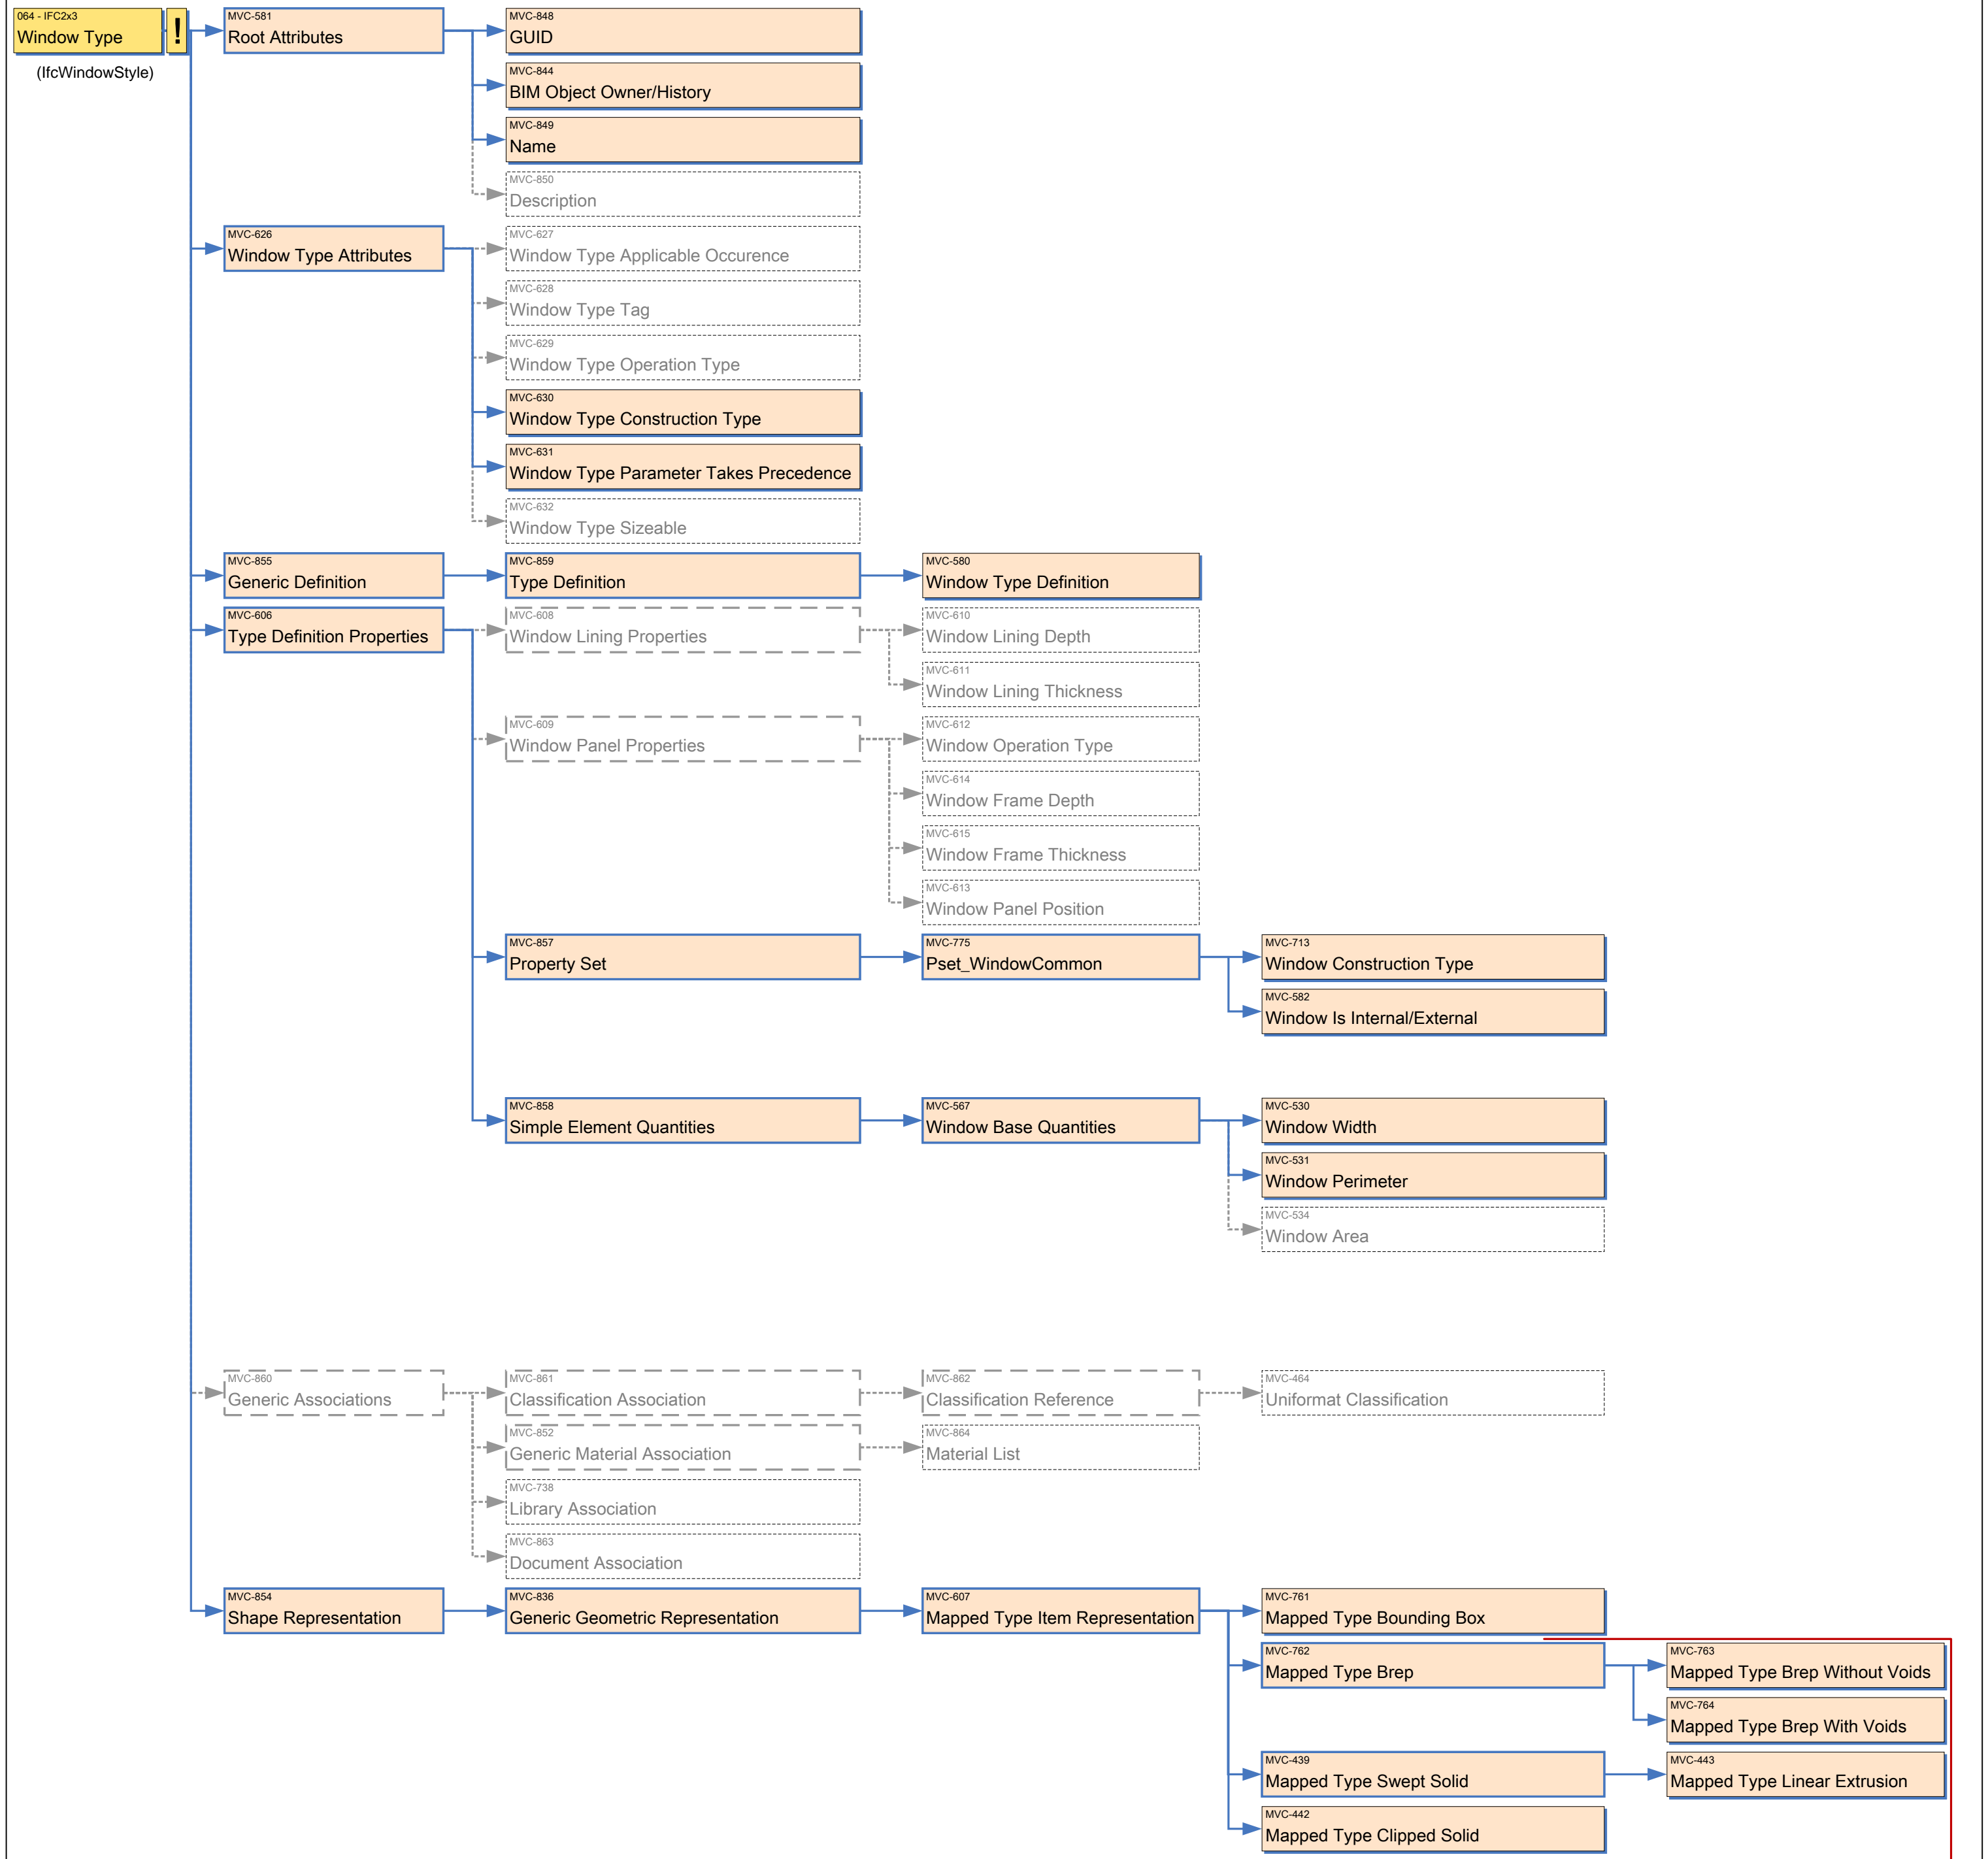 064 - IFC2x3
Window Type
!
(IfcWindowStyle)
MVC-581
Root Attributes
MVC-848
GUID
MVC-844
BIM Object Owner/History
MVC-849
Name
MVC-850
Description
MVC-626
Window Type Attributes
MVC-627
Window Type Applicable Occurence
MVC-628
Window Type Tag
MVC-629
Window Type Operation Type
MVC-630
Window Type Construction Type
MVC-631
Window Type Parameter Takes Precedence
MVC-632
Window Type Sizeable
MVC-855
Generic Definition
MVC-859
Type Definition
MVC-580
Window Type Definition
MVC-606
Type Definition Properties
MVC-608
Window Lining Properties
MVC-610
Window Lining Depth
MVC-611
Window Lining Thickness
MVC-609
Window Panel Properties
MVC-612
Window Operation Type
MVC-614
Window Frame Depth
MVC-615
Window Frame Thickness
MVC-613
Window Panel Position
MVC-857
Property Set
MVC-775
Pset_WindowCommon
MVC-713
Window Construction Type
MVC-582
Window Is Internal/External
MVC-858
Simple Element Quantities
MVC-567
Window Base Quantities
MVC-530
Window Width
MVC-531
Window Perimeter
MVC-534
Window Area
MVC-860
Generic Associations
MVC-861
Classification Association
MVC-862
Classification Reference
MVC-464
Uniformat Classification
MVC-852
Generic Material Association
MVC-864
Material List
MVC-738
Library Association
MVC-863
Document Association
MVC-854
Shape Representation
MVC-836
Generic Geometric Representation
MVC-607
Mapped Type Item Representation
MVC-761
Mapped Type Bounding Box
MVC-762
Mapped Type Brep
MVC-763
Mapped Type Brep Without Voids
MVC-764
Mapped Type Brep With Voids
MVC-439
Mapped Type Swept Solid
MVC-443
Mapped Type Linear Extrusion
MVC-442
Mapped Type Clipped Solid